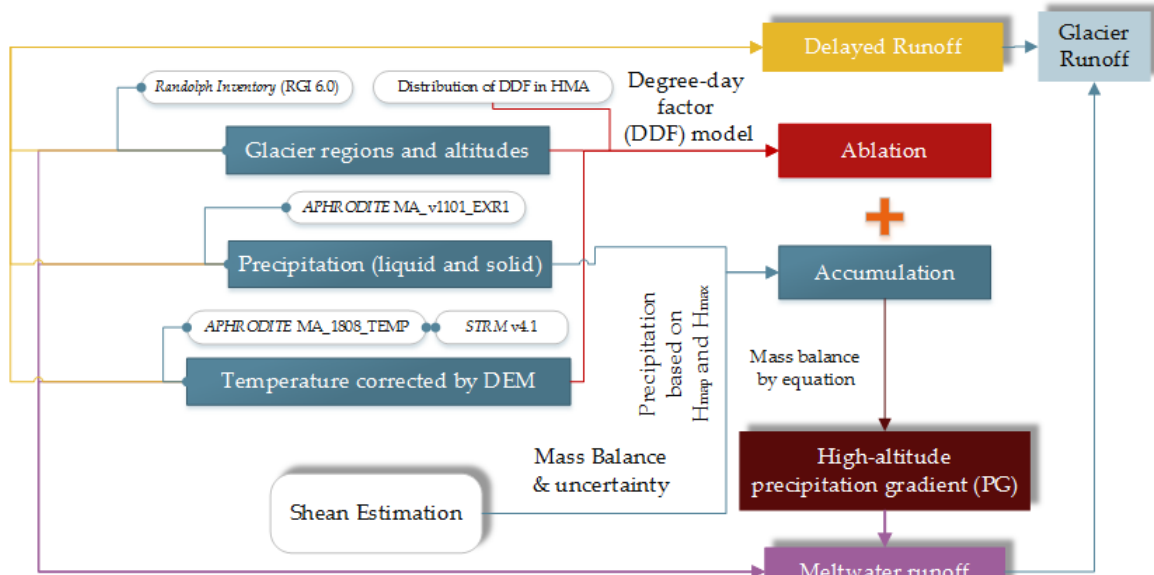 Delayed Runoff
Glacier
Runoff
Randolph Inventory (RGI 6.0)
Distribution of DDF in HMA
Degree-day
factor
(DDF) model
Glacier regions and altitudes
Ablation
APHRODITE MA_v1101_EXR1
Precipitation (liquid and solid)
Accumulation
APHRODITE MA_1808_TEMP
STRM v4.1
Precipitation
based on
Hmap and Hmax
Mass balance
by equation
Temperature corrected by DEM
High-altitude
precipitation gradient (PG)
Mass Balance
& uncertainty
Shean Estimation
Meltwater runoff